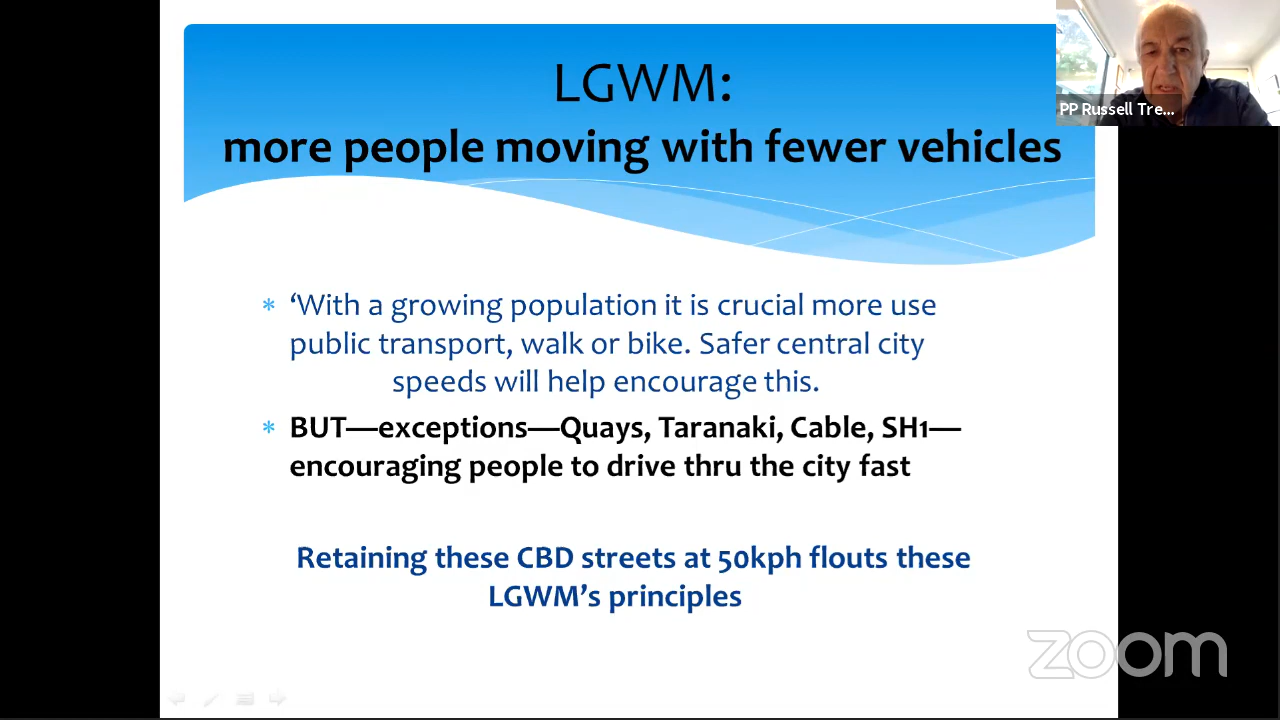 LGWM:
more people moving with fewer vehicles
PP Russell Tre...
* ‘With a growing population it is crucial more use
public transport, walk or bike. Safer central city
speeds will help encourage this.
* BUT—exceptions—Quays, Taranaki, Cable, SH1—
encouraging people to drive thru the city fast
Retaining these CBD streets at 50kph flouts these
LGWM’s principles
zoom